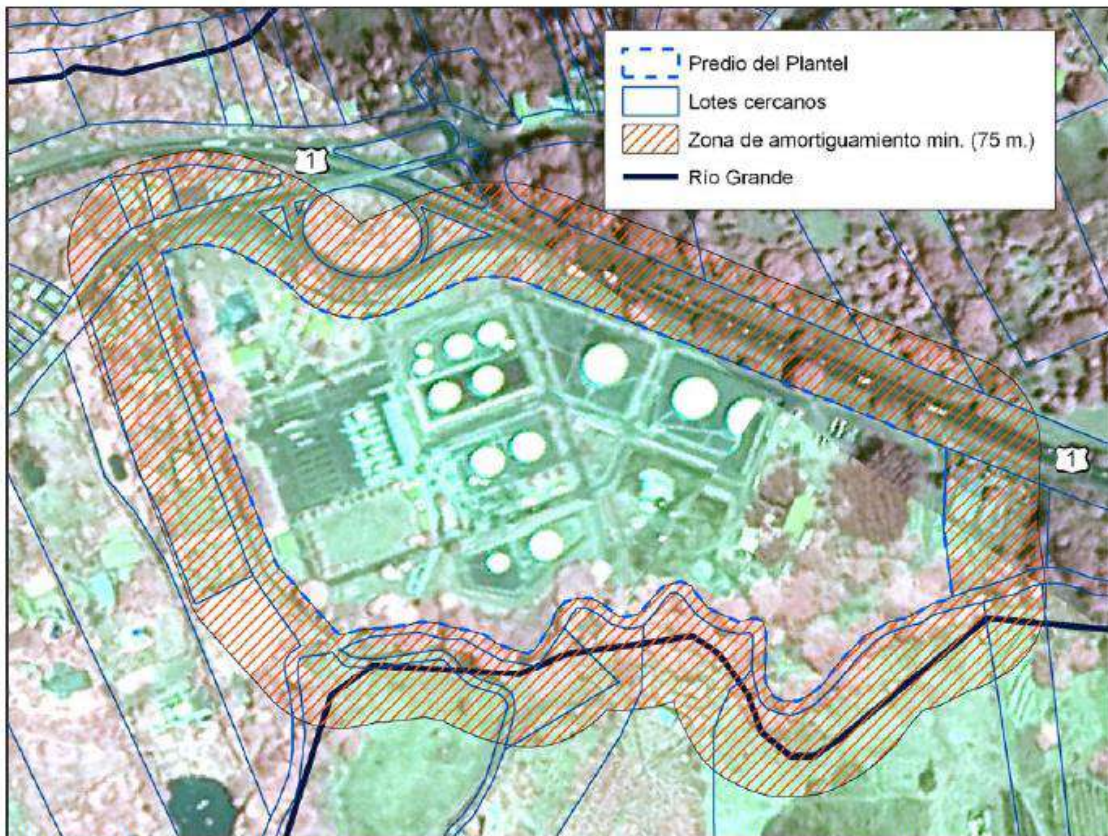 Predio del Plantel
Lotes cercanos
Zona de amortiguamiento min. (75 m.)
Río Grande
1
1